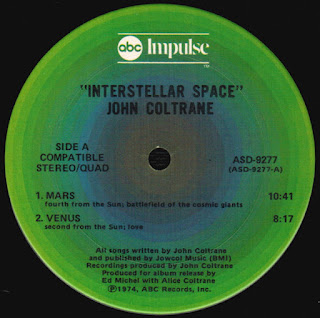 abc Impulse
TM
"INTERSTELLAR SPACE"
JOHN COLTRANE
SIDE A
COMPATIBLE
STEREO/QUAD
ASD-9277
(ASD-9277-A)
1. MARS 10:41
fourth from the Sun; battlefield of the cosmic giants
2. VENUS 8:17
second from the Sun; love
All songs written by John Coltrane
and published by Jowcol Music (BMI)
Recordings produced by John Coltrane
Produced for album release by
Ed Michel with Alice Coltrane
Ⓟ1974, ABC Records, Inc.